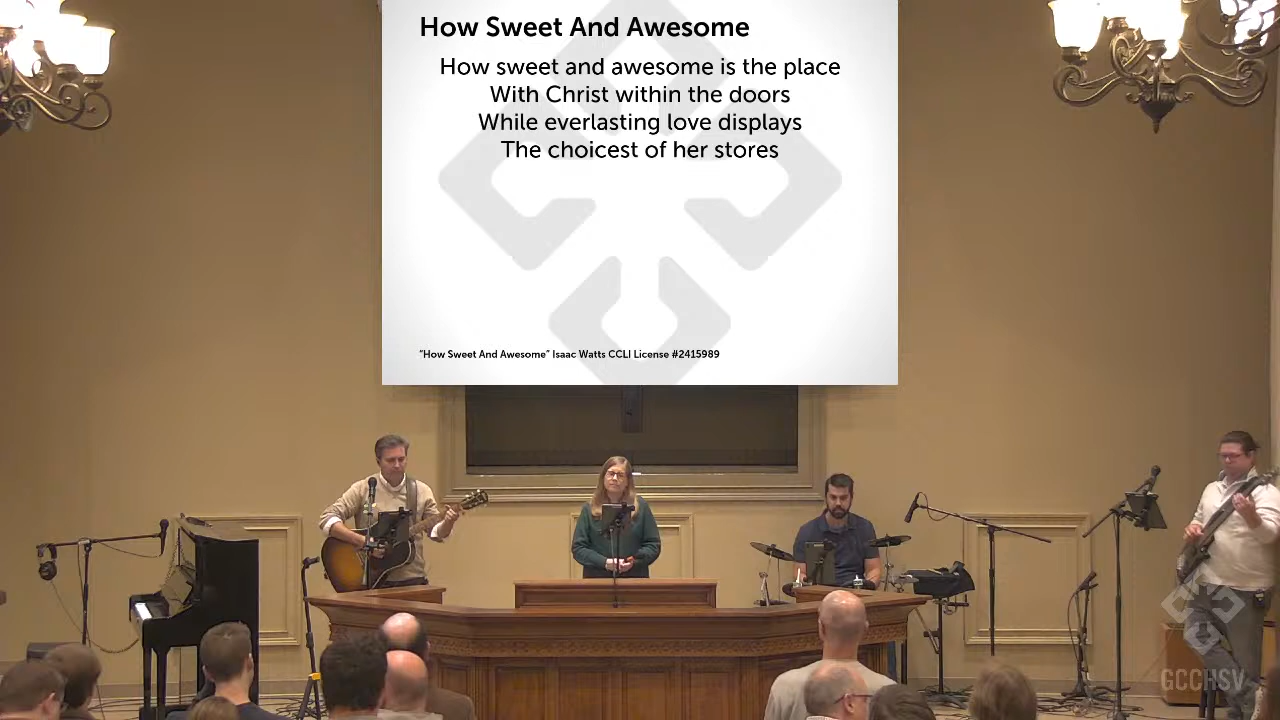 How Sweet And Awesome
How sweet and awesome is the place
With Christ within the doors
While everlasting love displays
The choicest of her stores
“How Sweet And Awesome” Isaac Watts CCLI License #2415989
GCCHSV